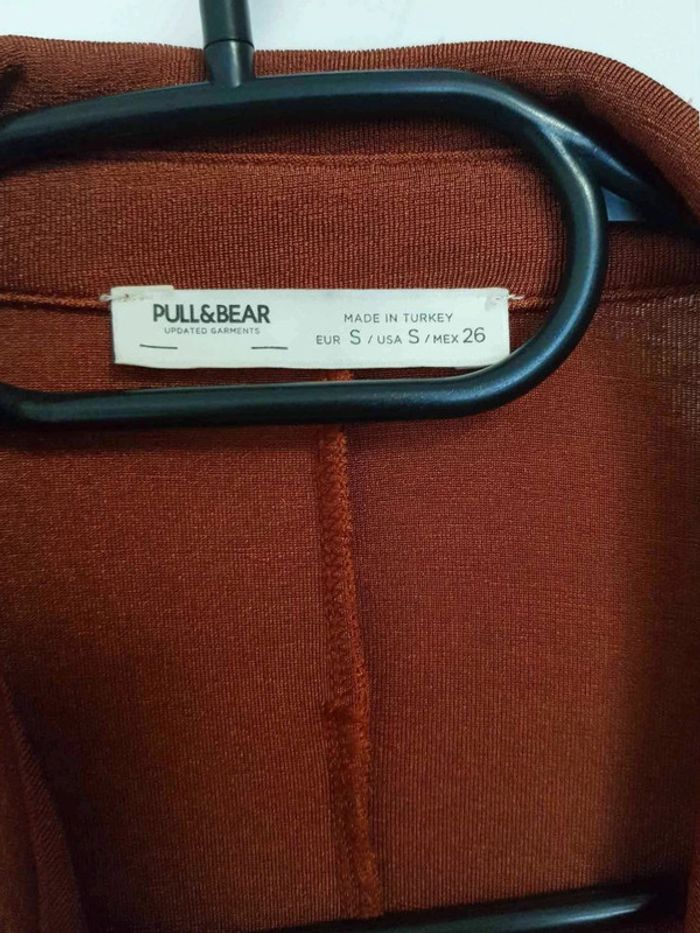 PULL&BEAR
UPDATED GARMENTS
MADE IN TURKEY
EUR S / USA S / MEX 26